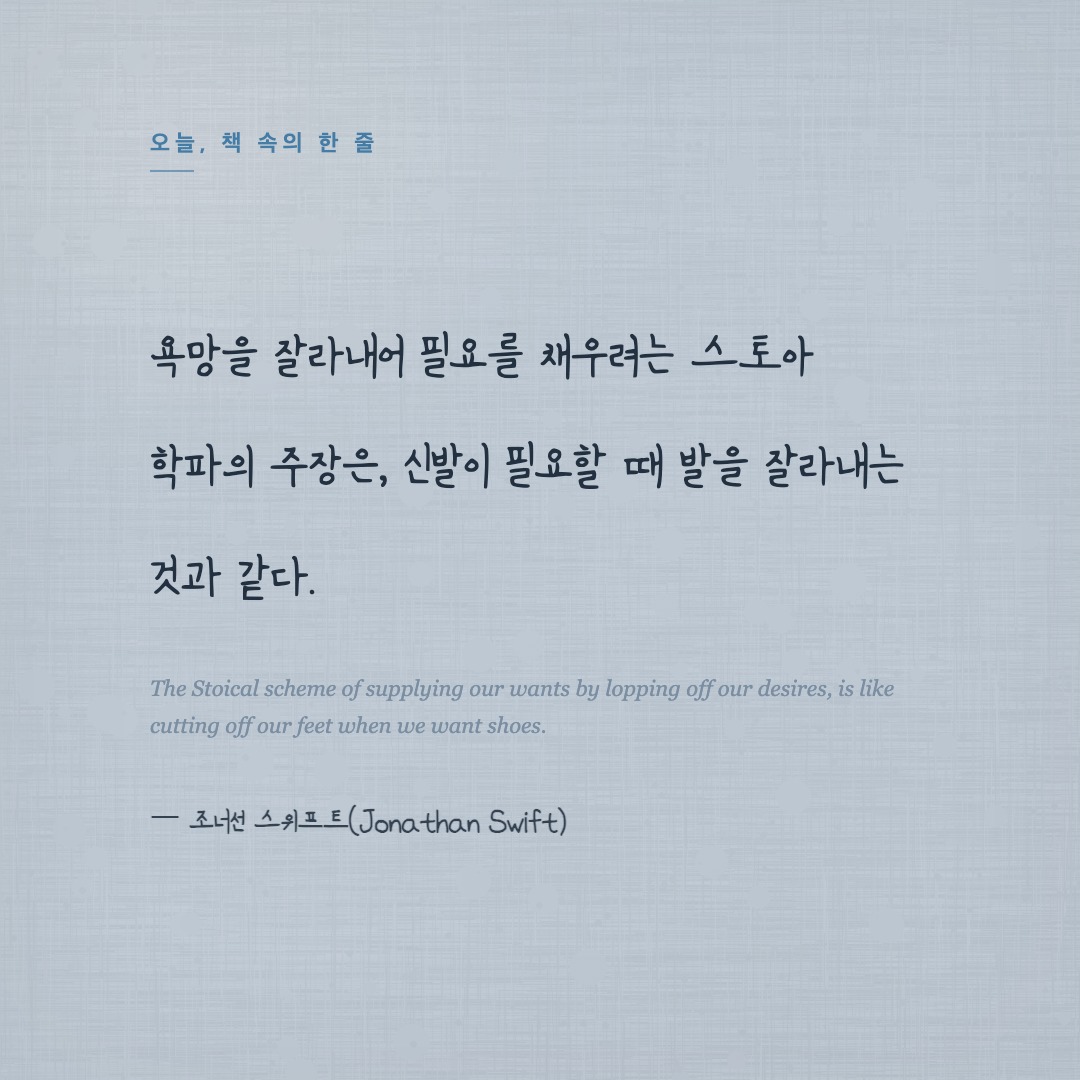 오늘, 책 속의 한 줄
욕망을 잘라내어 필요를 채우려는 스토아
학파의 주장은, 신발이 필요할 때 발을 잘라내는
것과 같다.
The Stoical scheme of supplying our wants by lopping off our desires, is like
cutting off our feet when we want shoes.
— 조너선 스위프트(Jonathan Swift)